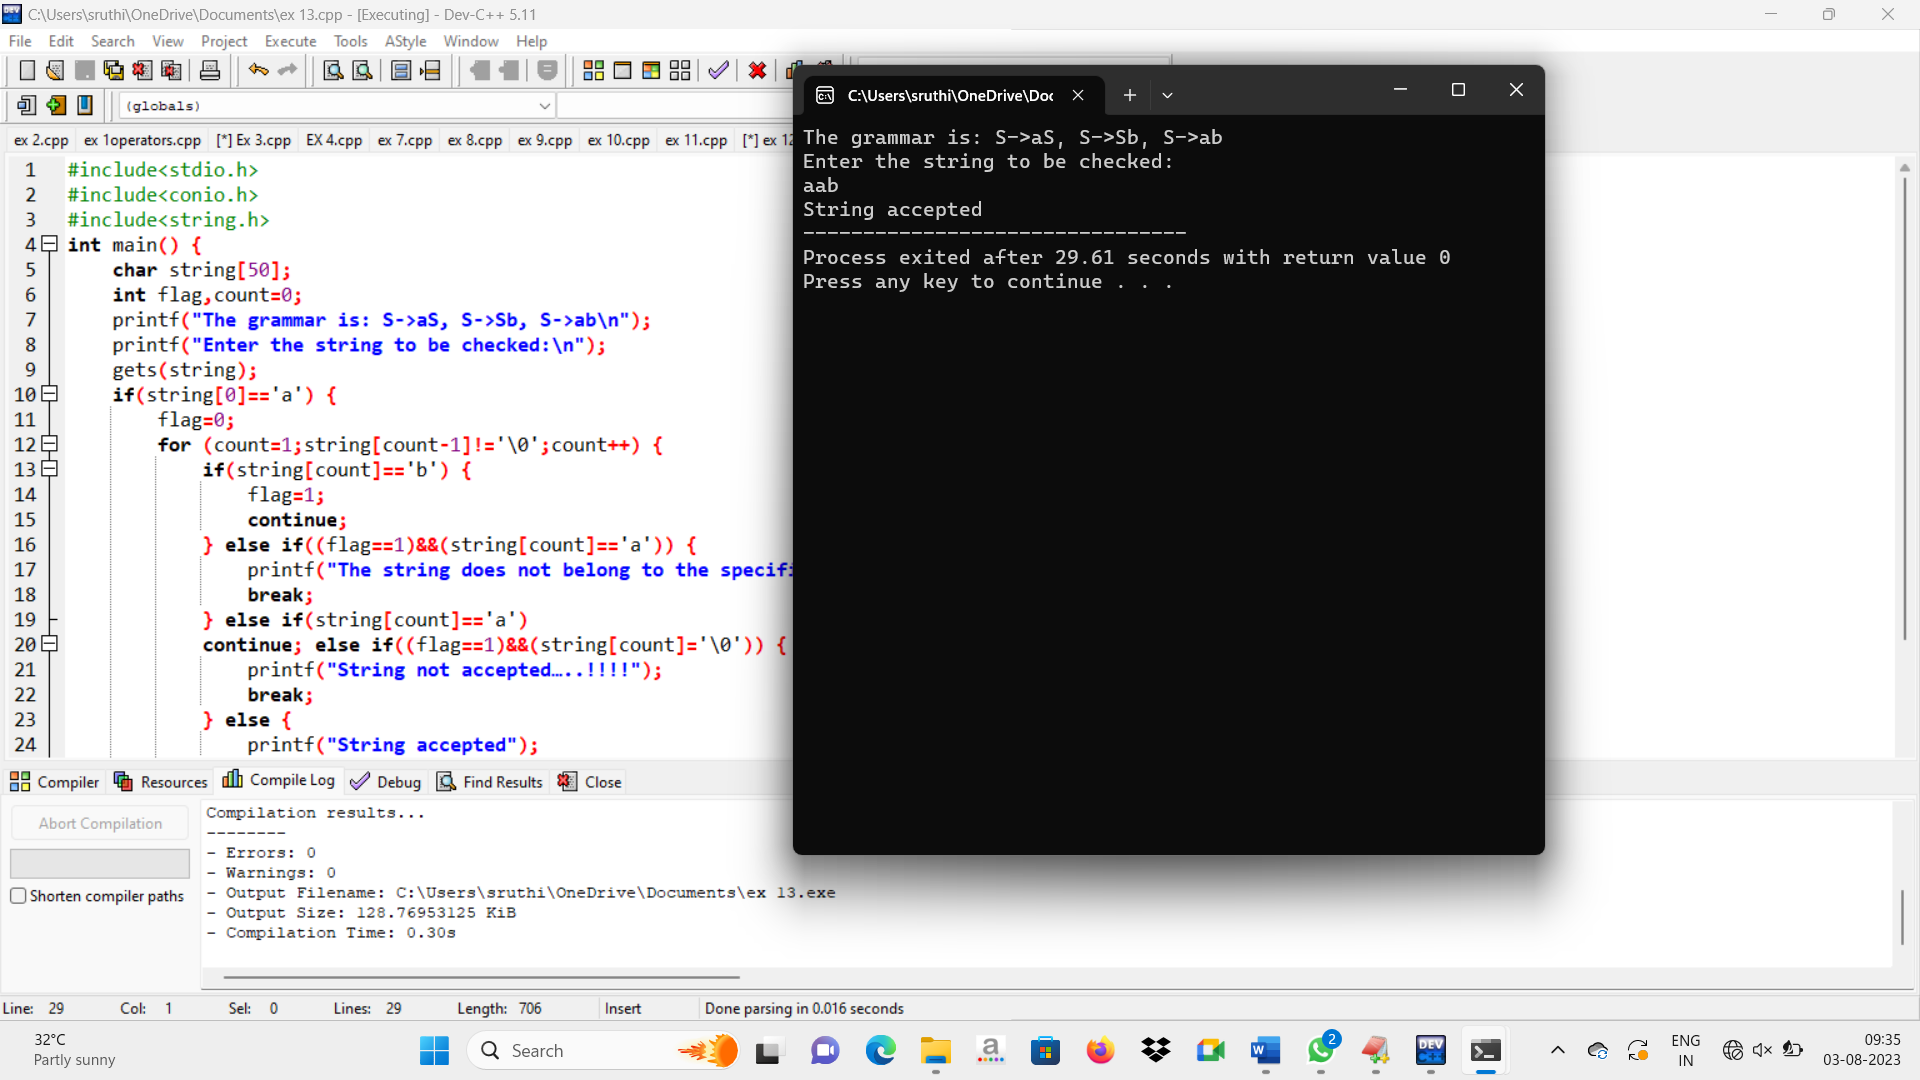 C:\Users\sruthi\OneDrive\Documents\ex 13.cpp - [Executing] - Dev-C++ 5.11
File Edit Search View Project Execute Tools AStyle Window Help
(globals)
ex 2.cpp ex 1operators.cpp [*] Ex 3.cpp EX 4.cpp ex 7.cpp ex 8.cpp ex 9.cpp ex 10.cpp ex 11.cpp [*] ex 12
1 #include<stdio.h>
2 #include<conio.h>
3 #include<string.h>
4 int main() {
5 char string[50];
6 int flag,count=0;
7 printf("The grammar is: S->aS, S->Sb, S->ab\n");
8 printf("Enter the string to be checked:\n");
9 gets(string);
10 if(string[0]=='a') {
11 flag=0;
12 for (count=1;string[count-1]!='\0';count++) {
13 if(string[count]=='b') {
14 flag=1;
15 continue;
16 } else if((flag==1)&&(string[count]=='a')) {
17 printf("The string does not belong to the specifi
18 break;
19 } else if(string[count]=='a')
20 continue; else if((flag==1)&&(string[count]='\0')) {
21 printf("String not accepted…..!!!!");
22 break;
23 } else {
24 printf("String accepted");
C:\Users\sruthi\OneDrive\Doc
The grammar is: S->aS, S->Sb, S->ab
Enter the string to be checked:
aab
String accepted
--------------------------------
Process exited after 29.61 seconds with return value 0
Press any key to continue . . .
Compiler Resources Compile Log Debug Find Results Close
Abort Compilation
Shorten compiler paths
Compilation results...
--------
- Errors: 0
- Warnings: 0
- Output Filename: C:\Users\sruthi\OneDrive\Documents\ex 13.exe
- Output Size: 128.76953125 KiB
- Compilation Time: 0.30s
Line: 29 Col: 1 Sel: 0 Lines: 29 Length: 706 Insert Done parsing in 0.016 seconds
32°C
Partly sunny
Search
2
ENG
IN
09:35
03-08-2023